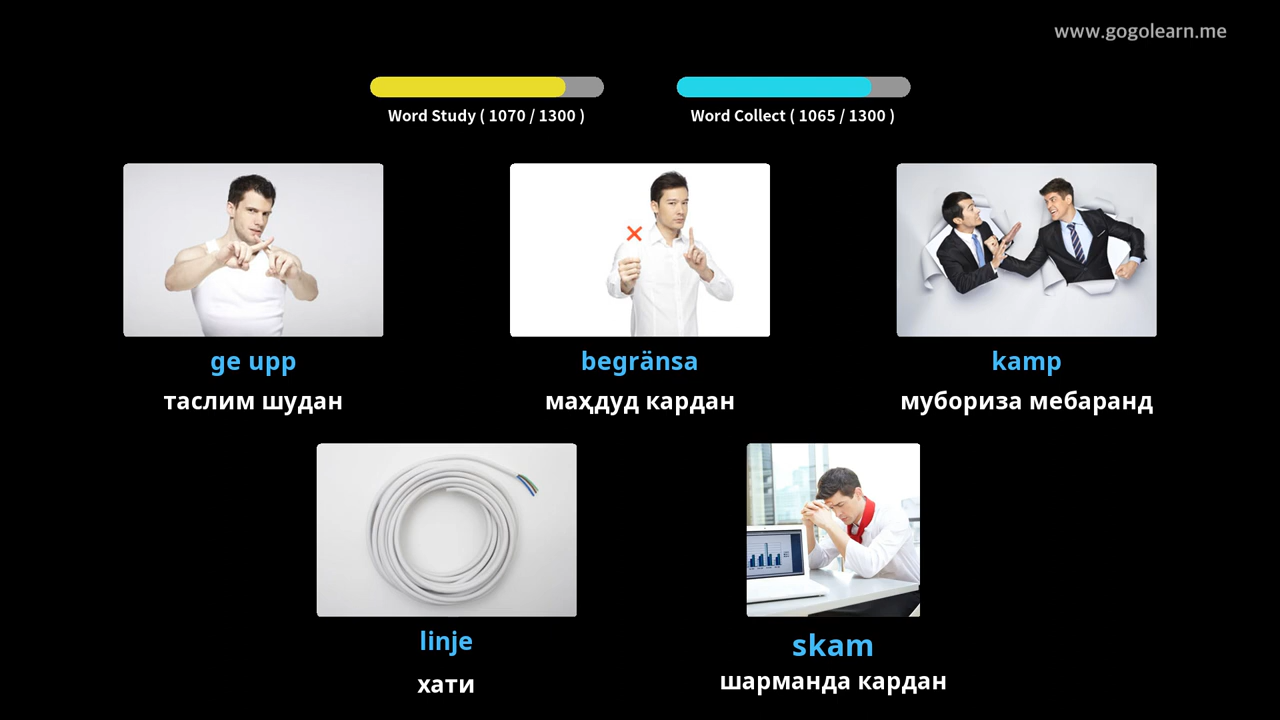 www.gogolearn.me
Word Study ( 1070 / 1300 )
Word Collect ( 1065 / 1300 )
ge upp
begränsa
kamp
таслим шудан
маҳдуд кардан
мубориза мебаранд
linje
skam
хати
шарманда кардан